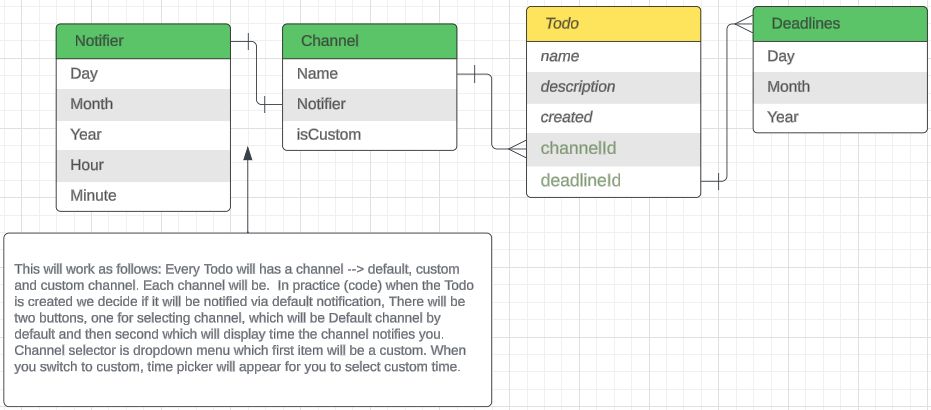 Notifier
Day
Month
Year
Hour
Minute
Channel
Name
Notifier
isCustom
Todo
name
description
created
channelId
deadlineId
Deadlines
Day
Month
Year
This will work as follows: Every Todo will has a channel --> default, custom
and custom channel. Each channel will be.  In practice (code) when the Todo
is created we decide if it will be notified via default notification, There will be
two buttons, one for selecting channel, which will be Default channel by
default and then second which will display time the channel notifies you.
Channel selector is dropdown menu which first item will be a custom. When
you switch to custom, time picker will appear for you to select custom time.